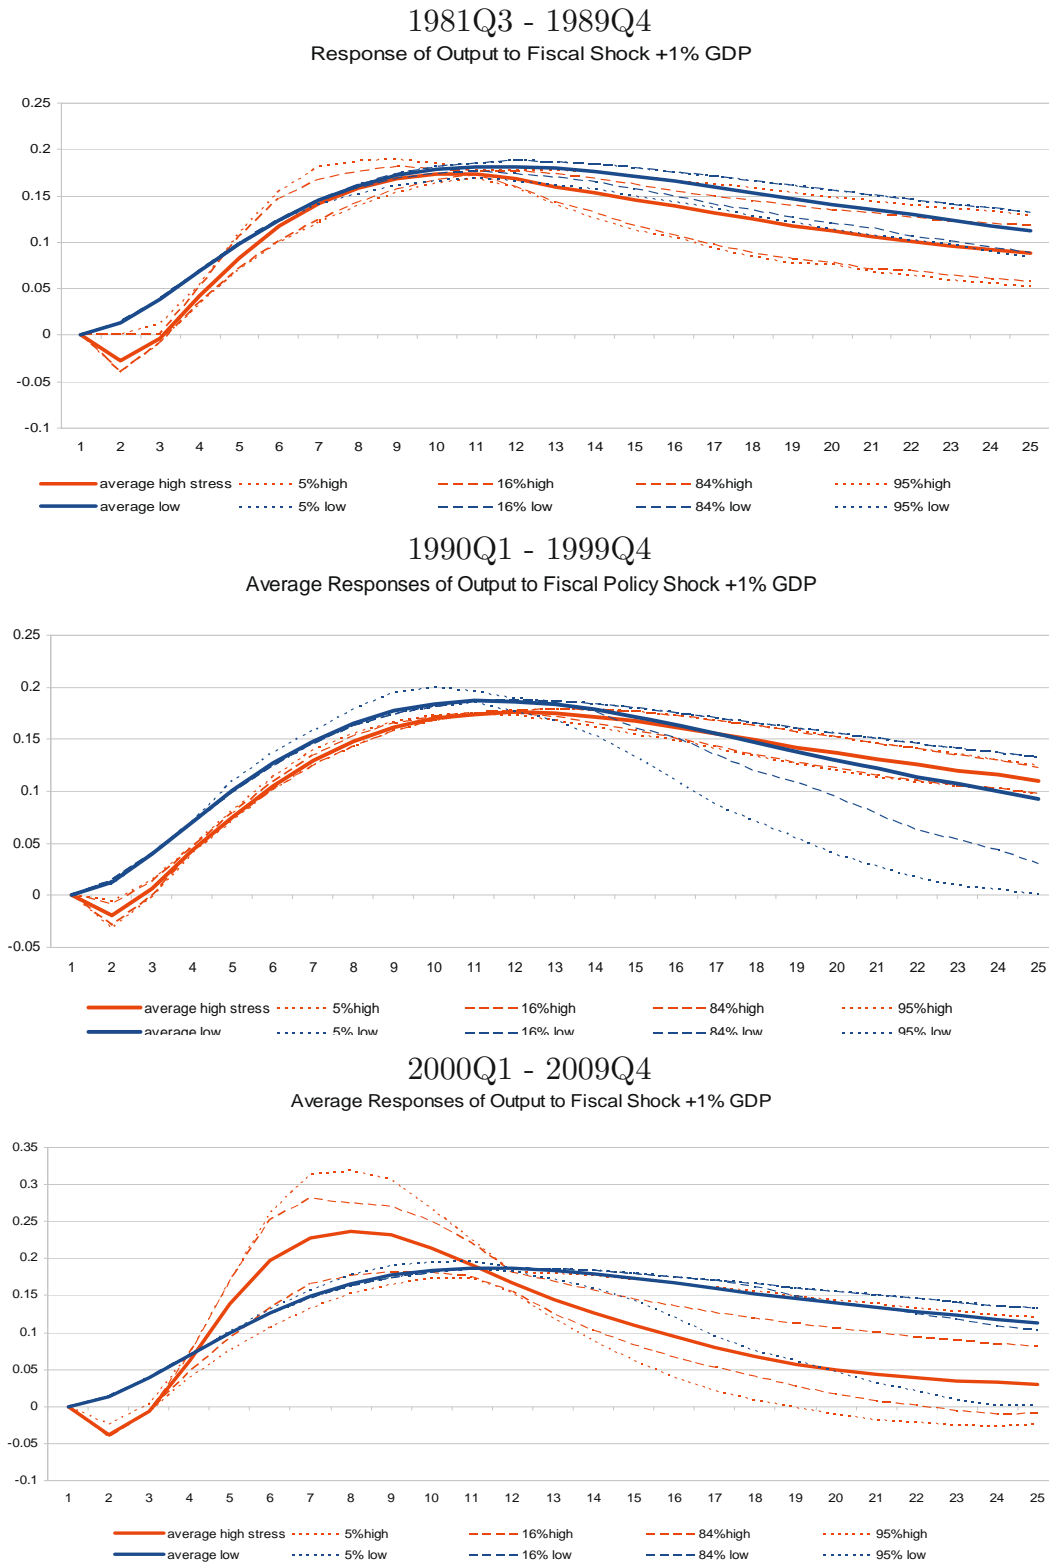 1981Q3 - 1989Q4
Response of Output to Fiscal Shock +1% GDP
0.25
0.2
0.15
0.1
0.05
0
-0.05
-0.1
1 2 3 4 5 6 7 8 9 10 11 12 13 14 15 16 17 18 19 20 21 22 23 24 25
average high stress 5%high 16%high 84%high 95%high
average low 5% low 16% low 84% low 95% low
1990Q1 - 1999Q4
Average Responses of Output to Fiscal Policy Shock +1% GDP
0.25
0.2
0.15
0.1
0.05
0
-0.05
1 2 3 4 5 6 7 8 9 10 11 12 13 14 15 16 17 18 19 20 21 22 23 24 25
average high stress 5%high 16%high 84%high 95%high
average low 5% low 16% low 84% low 95% low
2000Q1 - 2009Q4
Average Responses of Output to Fiscal Shock +1% GDP
0.35
0.3
0.25
0.2
0.15
0.1
0.05
0
-0.05
-0.1
1 2 3 4 5 6 7 8 9 10 11 12 13 14 15 16 17 18 19 20 21 22 23 24 25
average high stress 5%high 16%high 84%high 95%high
average low 5% low 16% low 84% low 95% low